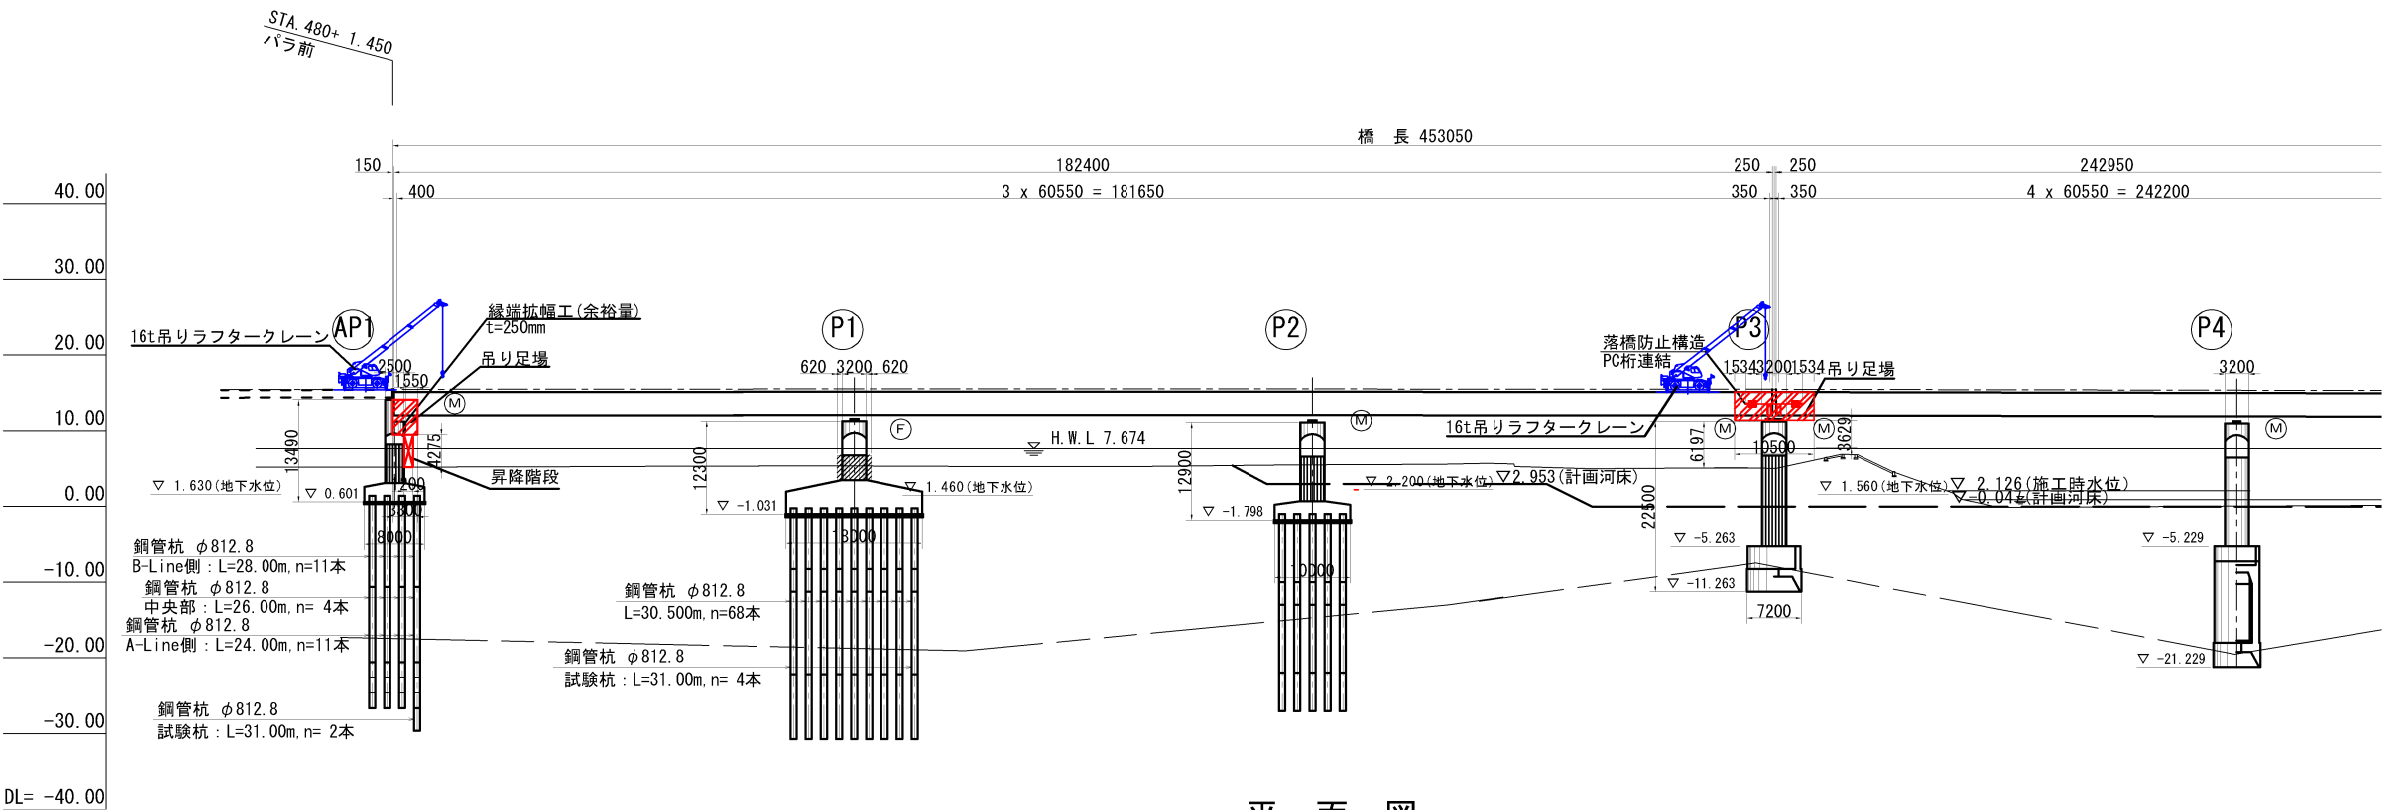 STA.480+ 1.450
パラ前
橋 長 453050
150
182400
250
250
242950
400
3 x 60550 = 181650
350
350
4 x 60550 = 242200
40.00
30.00
20.00
10.00
0.00
-10.00
-20.00
-30.00
DL= -40.00
AP1
P1
P2
P3
P4
16t吊りラフタークレーン
縁端拡幅工(余裕量)
t=250mm
吊り足場
2500
1550
M
13490
4275
昇降階段
▽ 1.630(地下水位)
▽ 0.601
1200
3300
8000
鋼管杭 φ812.8
B-Line側：L=28.00m,n=11本
鋼管杭 φ812.8
中央部：L=26.00m,n= 4本
鋼管杭 φ812.8
A-Line側：L=24.00m,n=11本
鋼管杭 φ812.8
試験杭：L=31.00m,n= 2本
620
3200
620
F
12300
▽ 1.460(地下水位)
▽ -1.031
18000
鋼管杭 φ812.8
L=30.500m,n=68本
鋼管杭 φ812.8
試験杭：L=31.00m,n= 4本
H.W.L 7.674
M
12900
▽ -1.798
10000
▽ 2.200(地下水位)
▽2.953(計画河床)
16t吊りラフタークレーン
落橋防止構造
PC桁連結
1534
3200
1534
吊り足場
M
M
6197
10500
3629
22500
▽ 1.560(地下水位)
▽ 2.126(施工時水位)
▽ -5.263
▽ -11.263
7200
3200
M
▽ -5.229
▽ -21.229
平 面 図